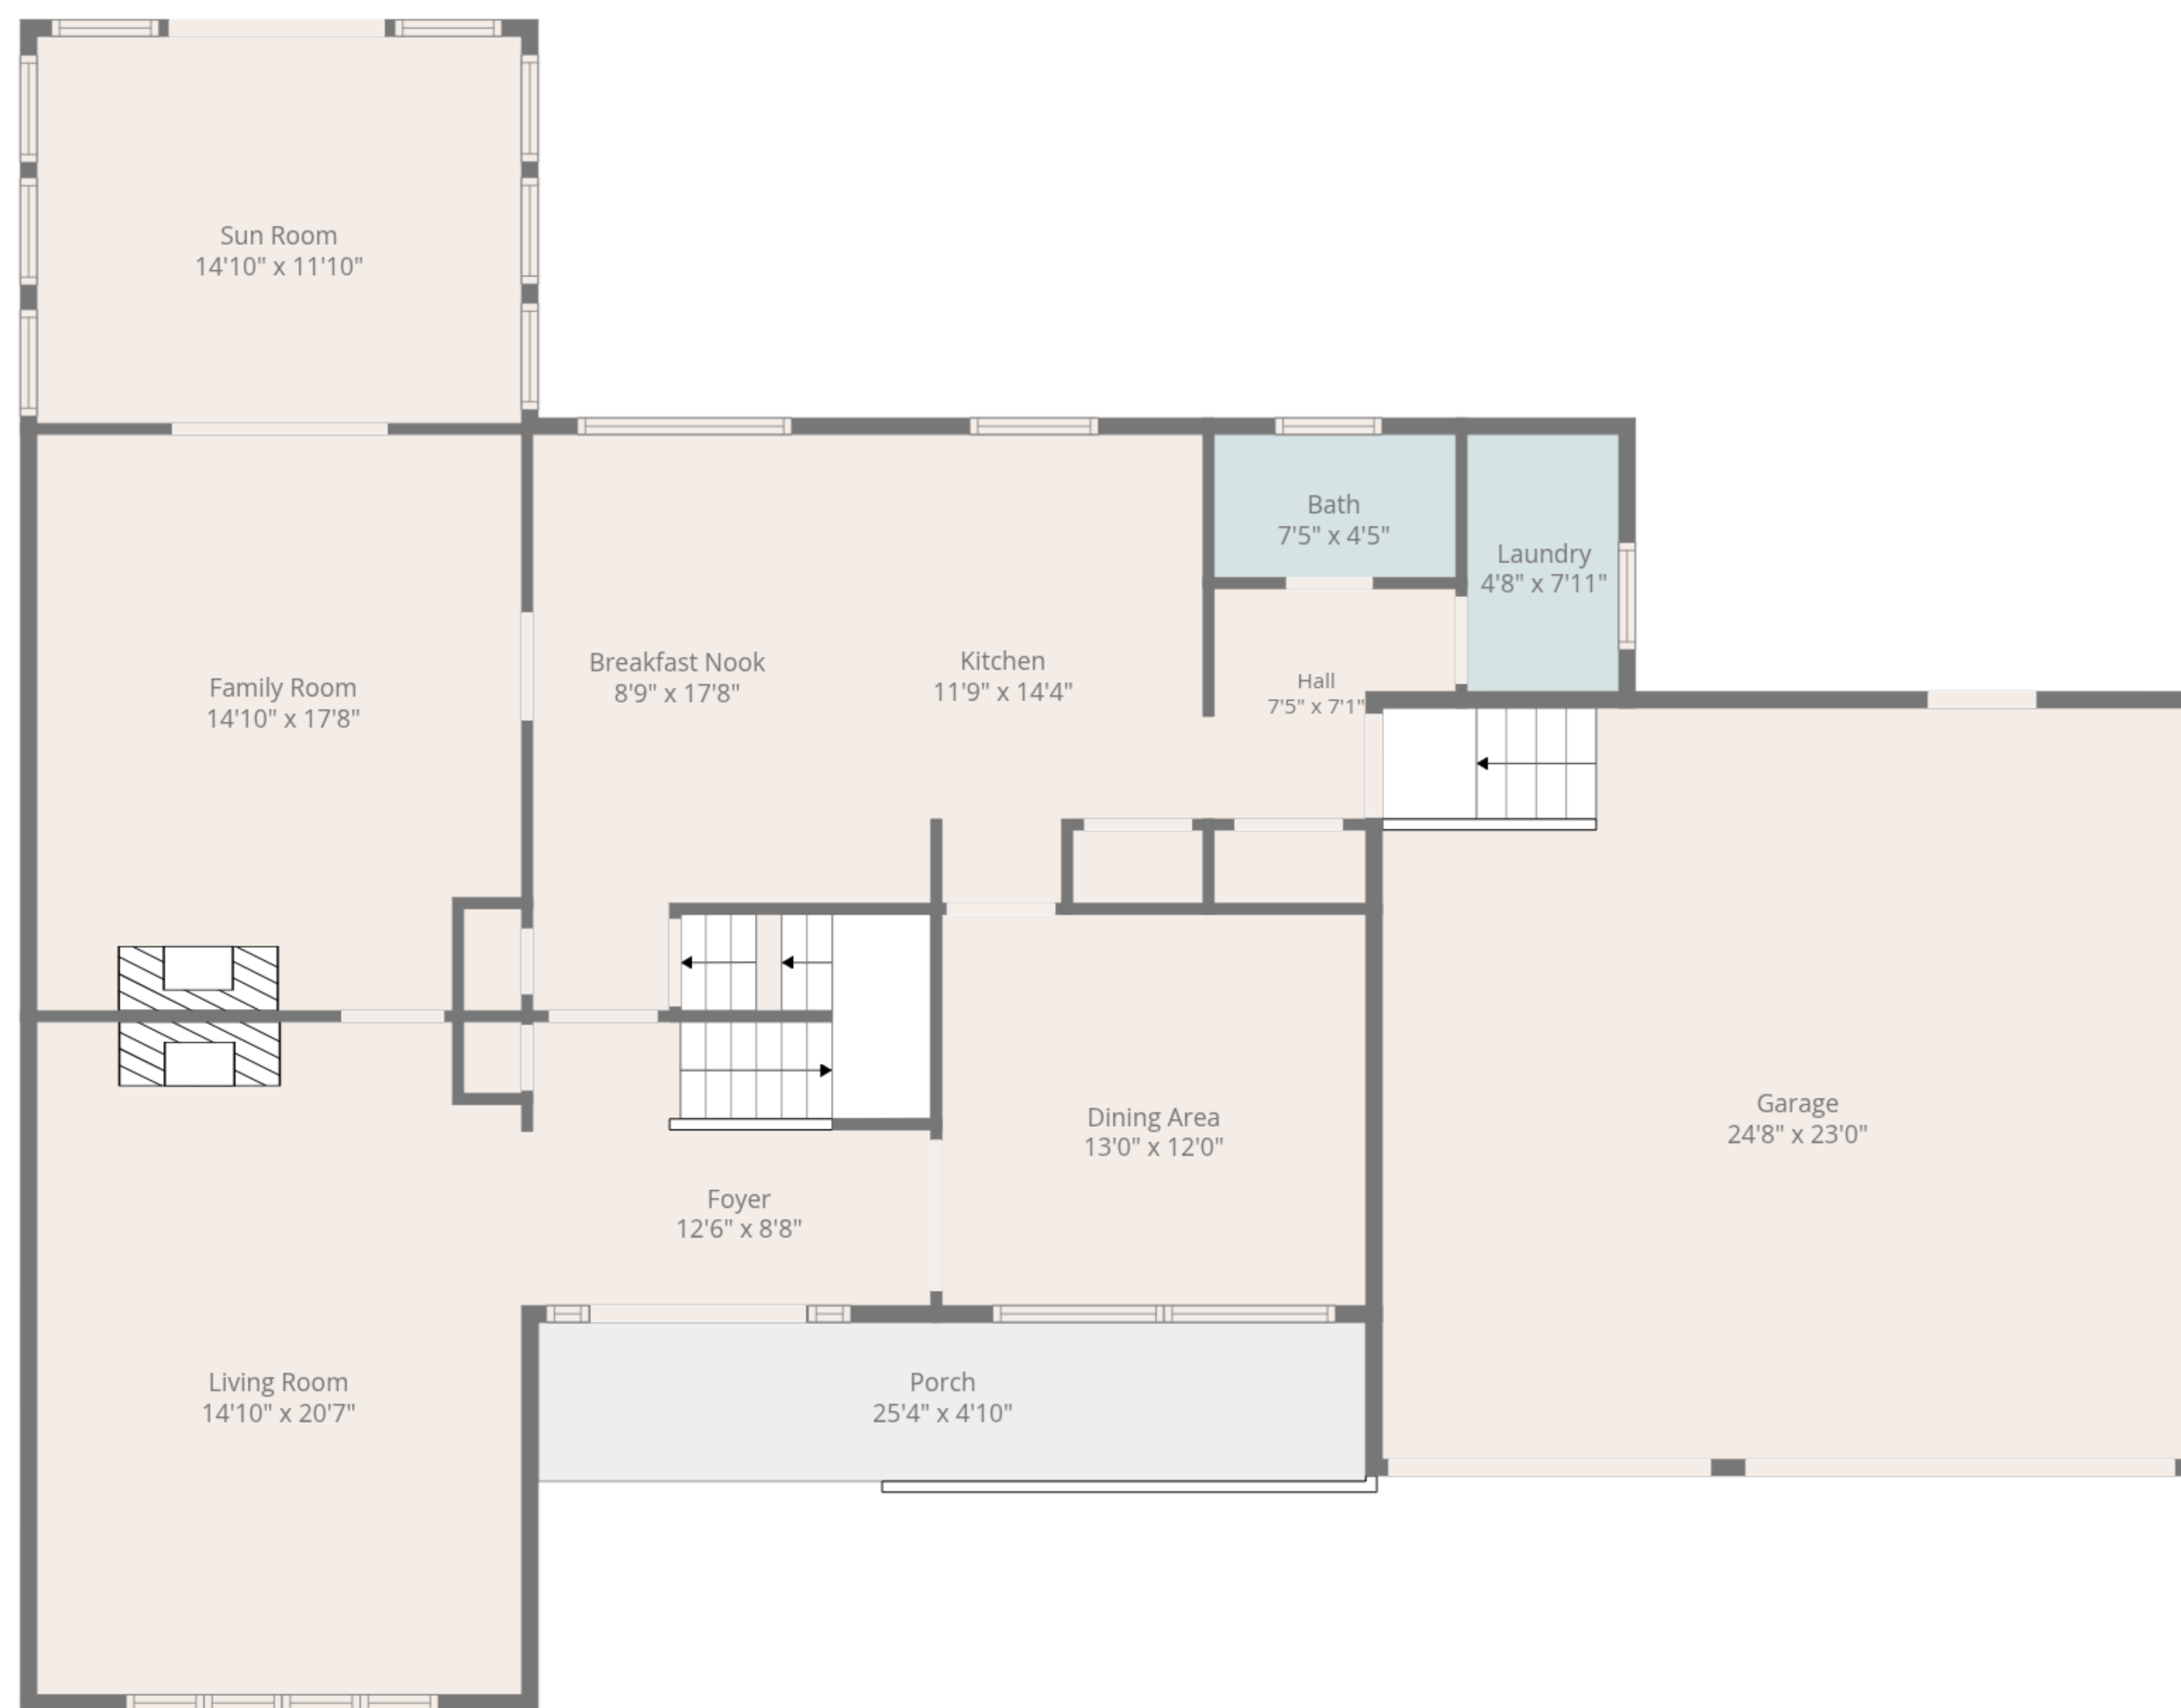 Sun Room
14'10" x 11'10"
Bath
7'5" x 4'5"
Laundry
4'8" x 7'11"
Family Room
14'10" x 17'8"
Breakfast Nook
8'9" x 17'8"
Kitchen
11'9" x 14'4"
Hall
7'5" x 7'1"
Dining Area
13'0" x 12'0"
Garage
24'8" x 23'0"
Foyer
12'6" x 8'8"
Living Room
14'10" x 20'7"
Porch
25'4" x 4'10"